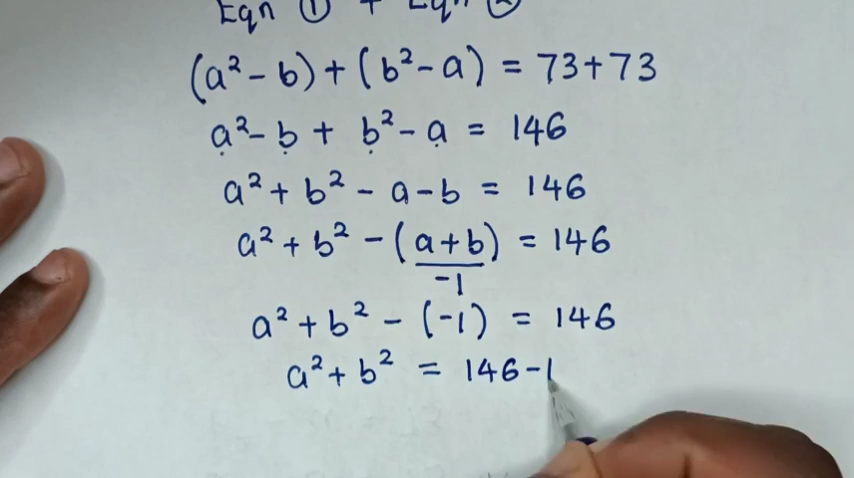 Eqn ① + Eqn ②
(a² - b) + (b² - a) = 73+73
a² - b + b² - a = 146
a² + b² - a - b = 146
a² + b² - (a+b) = 146
-1
a² + b² - (-1) = 146
a² + b² = 146 - 1